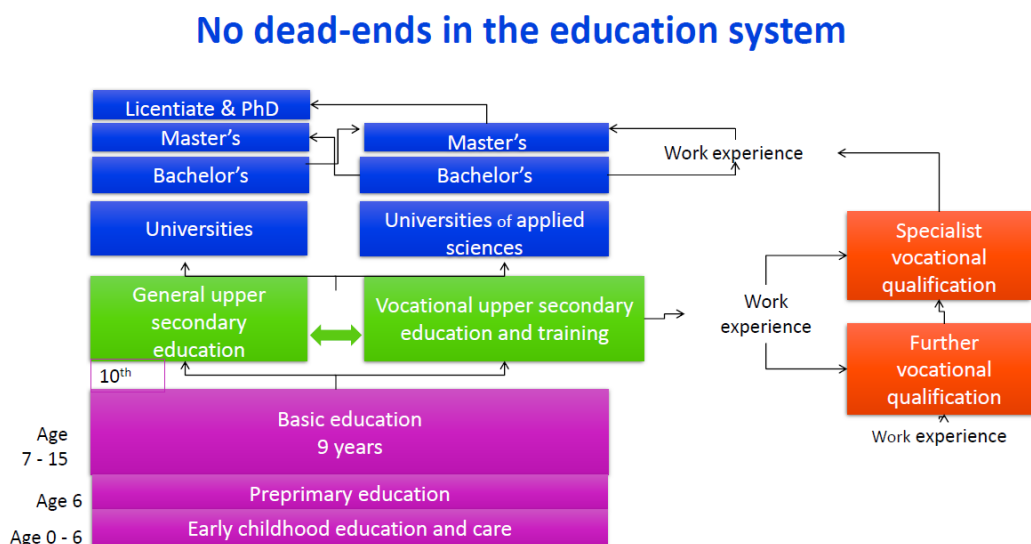 No dead-ends in the education system
Licentiate & PhD
Master's
Master's
Work experience
Bachelor's
Bachelor's
Universities
Universities of applied
sciences
Specialist
vocational
qualification
General upper
secondary
education
Vocational upper secondary
education and training
Work
experience
Further
vocational
qualification
10th
Basic education
9 years
Work experience
Age
7 - 15
Preprimary education
Age 6
Early childhood education and care
Age 0 - 6